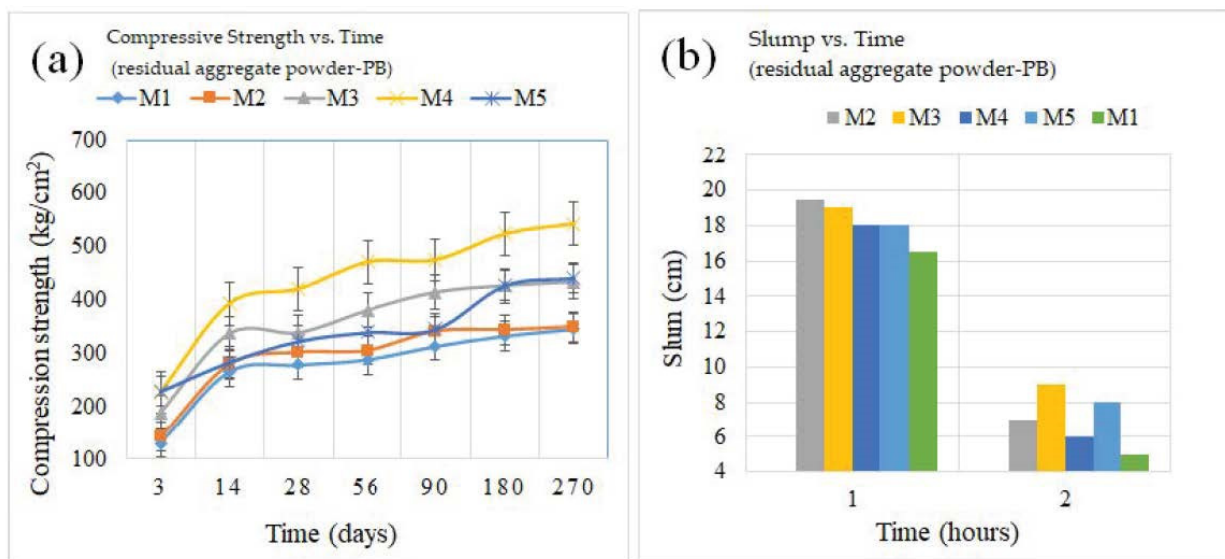 (a)
Compressive Strength vs. Time
(residual aggregate powder-PB)
M1 M2 M3 M4 M5
Compression strength (kg/cm²)
700
600
500
400
300
200
100
3 14 28 56 90 180 270
Time (days)
(b)
Slump vs. Time
(residual aggregate powder-PB)
M2 M3 M4 M5 M1
Slum (cm)
22
20
18
16
14
12
10
8
6
4
1 2
Time (hours)